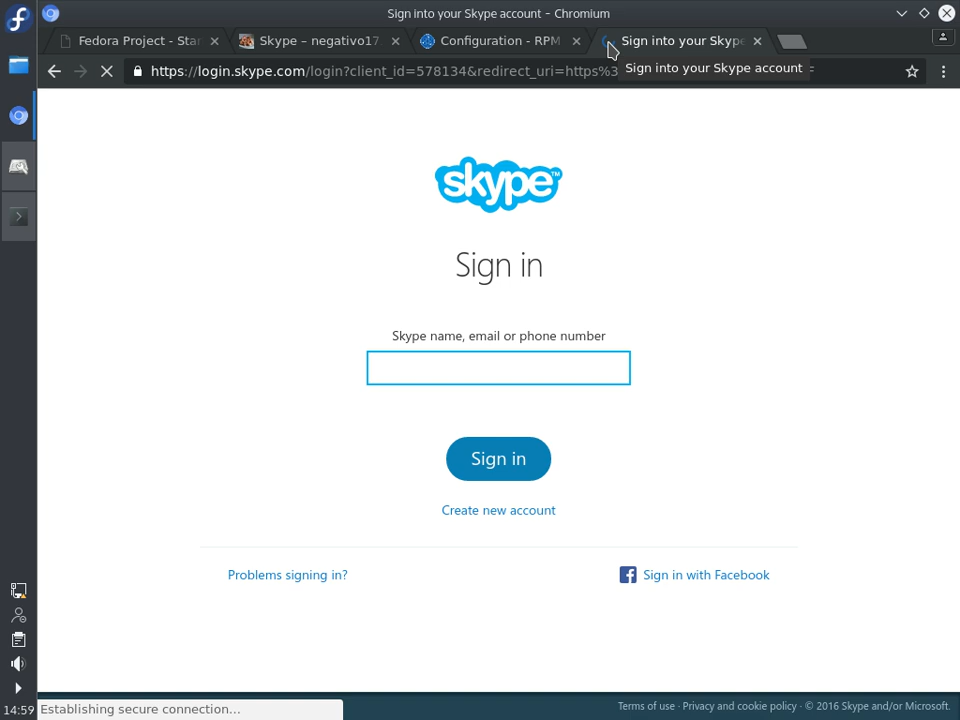 Sign into your Skype account - Chromium
Fedora Project - Star
Skype – negativo17
Configuration - RPM
Sign into your Skype
https://login.skype.com/login?client_id=578134&redirect_uri=https%3
Sign into your Skype account
skype™
Sign in
Skype name, email or phone number
Sign in
Create new account
Problems signing in?
Sign in with Facebook
Terms of use · Privacy and cookie policy · © 2016 Skype and/or Microsoft.
14:59
Establishing secure connection...